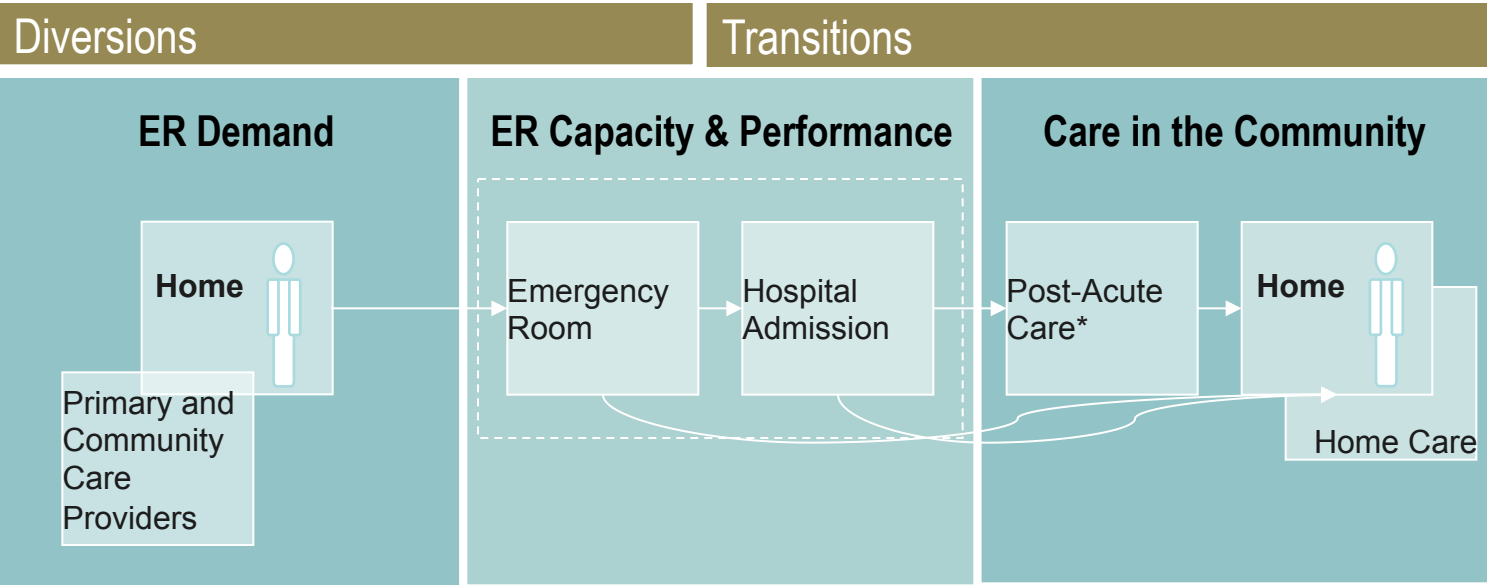 Diversions
Transitions
ER Demand
ER Capacity & Performance
Care in the Community
Home
Primary and
Community
Care
Providers
Emergency
Room
Hospital
Admission
Post-Acute
Care*
Home
Home Care